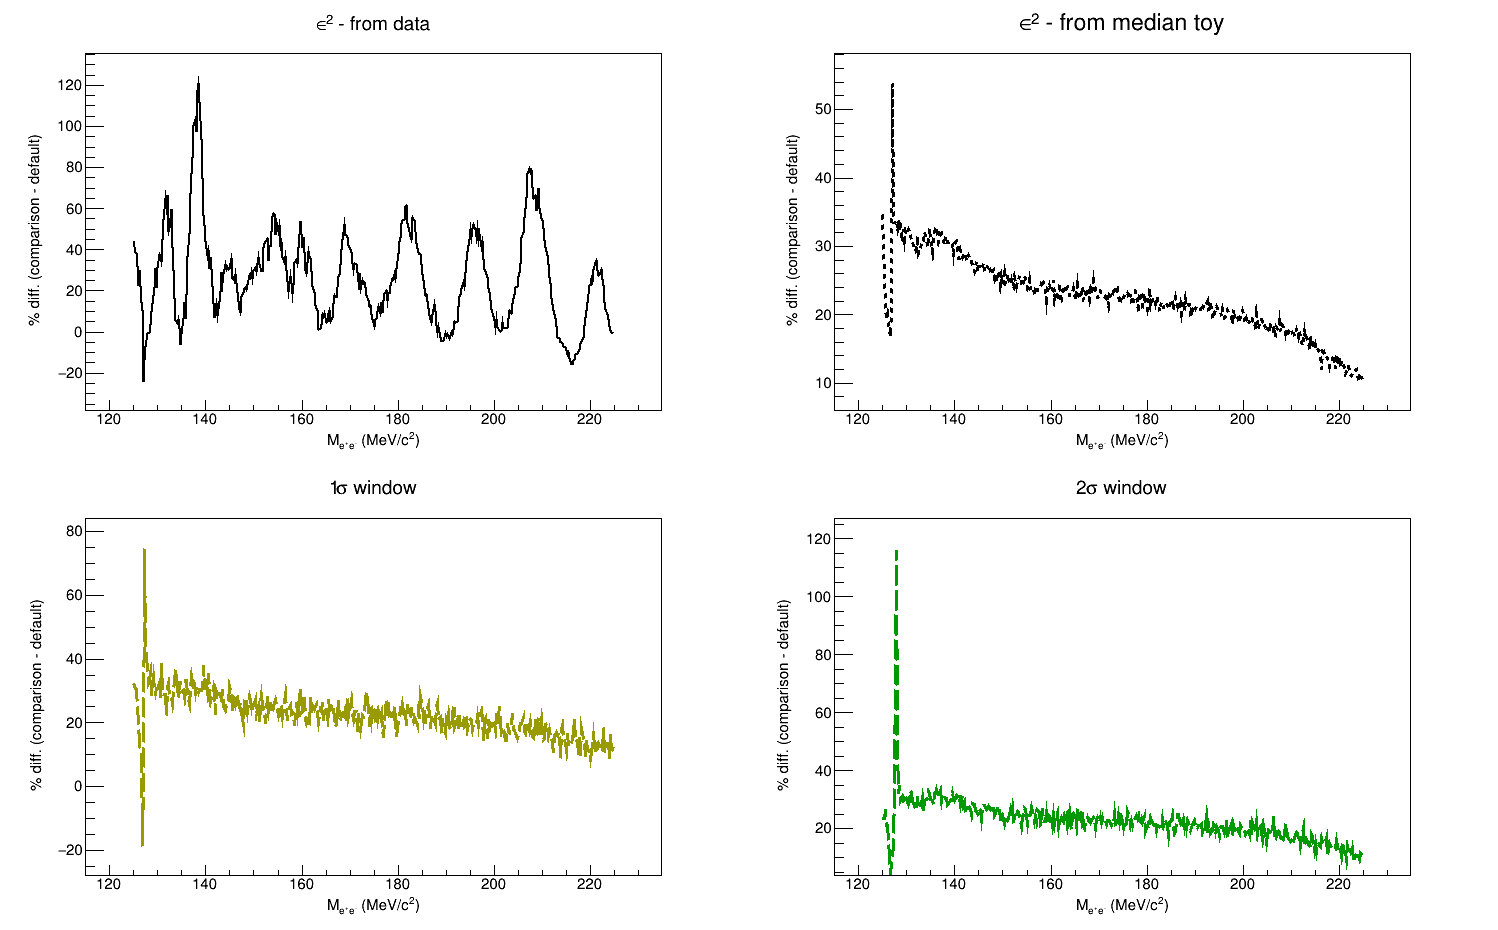 ∈² - from data
% diff. (comparison - default)
120
100
80
60
40
20
0
−20
120 140 160 180 200 220
M_{e⁺e⁻} (MeV/c²)
∈² - from median toy
% diff. (comparison - default)
50
40
30
20
10
120 140 160 180 200 220
M_{e⁺e⁻} (MeV/c²)
1σ window
% diff. (comparison - default)
80
60
40
20
0
−20
120 140 160 180 200 220
M_{e⁺e⁻} (MeV/c²)
2σ window
% diff. (comparison - default)
120
100
80
60
40
20
120 140 160 180 200 220
M_{e⁺e⁻} (MeV/c²)